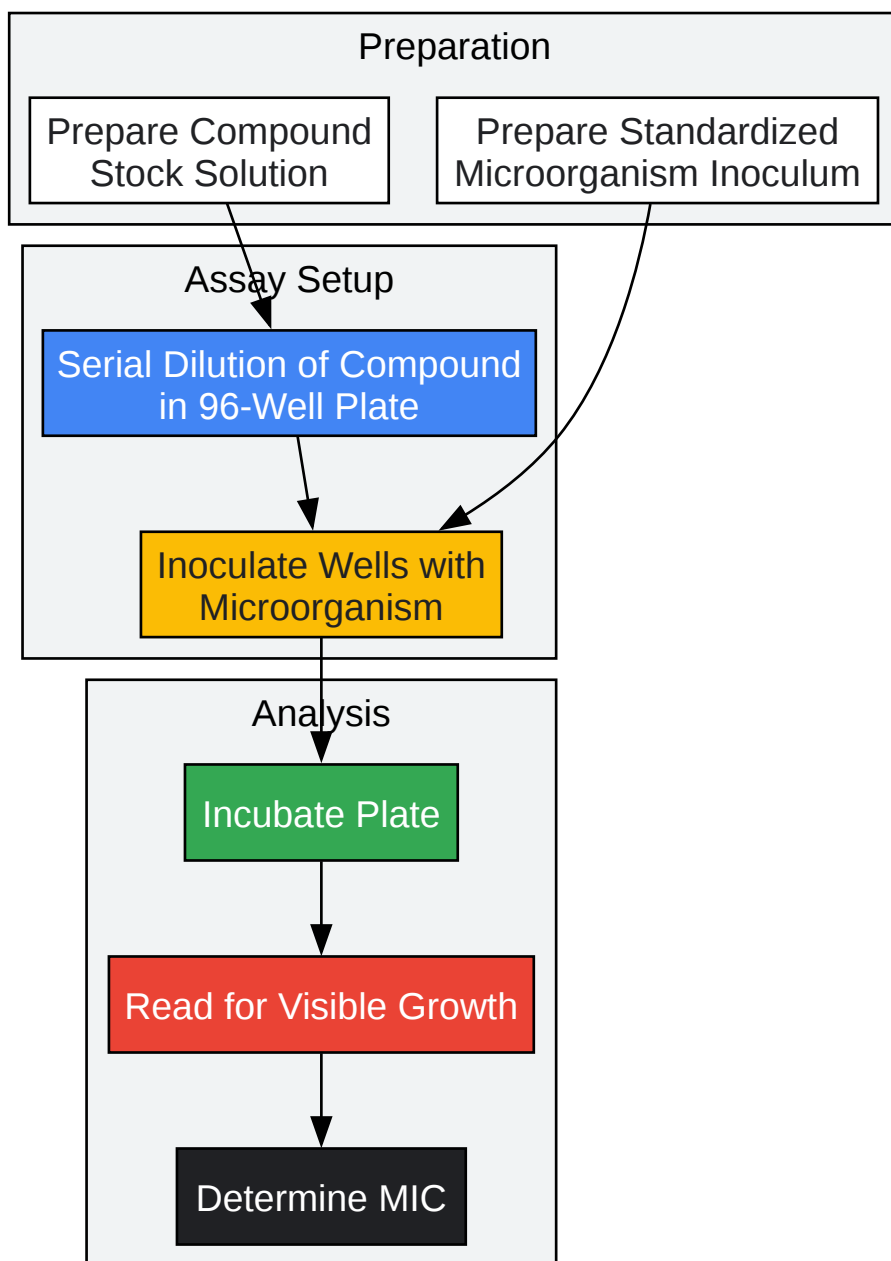 Preparation
Prepare Compound
Stock Solution
Prepare Standardized
Microorganism Inoculum
Assay Setup
Serial Dilution of Compound
in 96-Well Plate
Inoculate Wells with
Microorganism
Analysis
Incubate Plate
Read for Visible Growth
Determine MIC